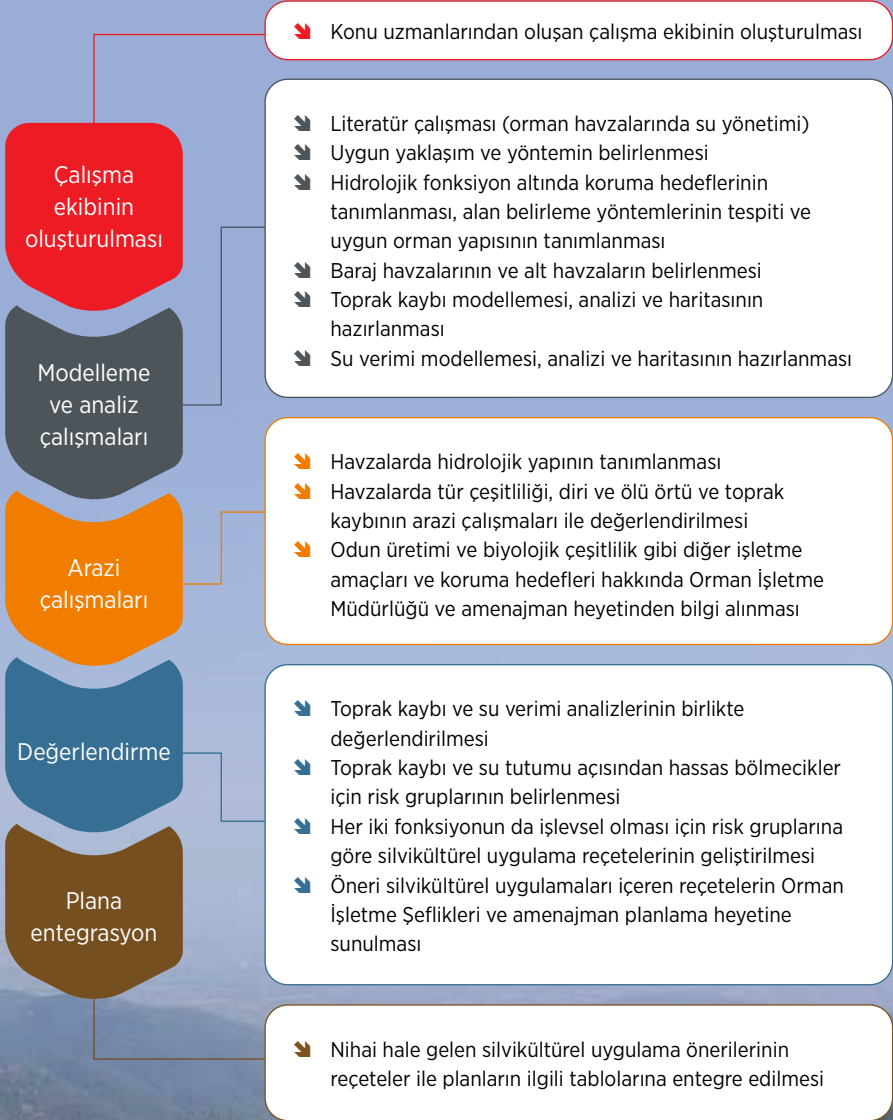 Konu uzmanlarından oluşan çalışma ekibinin oluşturulması
Çalışma
ekibinin
oluşturulması
Literatür çalışması (orman havzalarında su yönetimi)
Uygun yaklaşım ve yöntemin belirlenmesi
Hidrolojik fonksiyon altında koruma hedeflerinin
tanımlanması, alan belirleme yöntemlerinin tespiti ve
uygun orman yapısının tanımlanması
Baraj havzalarının ve alt havzaların belirlenmesi
Toprak kaybı modellemesi, analizi ve haritasının
hazırlanması
Su verimi modellemesi, analizi ve haritasının hazırlanması
Modelleme
ve analiz
çalışmaları
Havzalarda hidrolojik yapının tanımlanması
Havzalarda tür çeşitliliği, diri ve ölü örtü ve toprak
kaybının arazi çalışmaları ile değerlendirilmesi
Odun üretimi ve biyolojik çeşitlilik gibi diğer işletme
amaçları ve koruma hedefleri hakkında Orman İşletme
Müdürlüğü ve amenajman heyetinden bilgi alınması
Arazi
çalışmaları
Toprak kaybı ve su verimi analizlerinin birlikte
değerlendirilmesi
Toprak kaybı ve su tutumu açısından hassas bölmecikler
için risk gruplarının belirlenmesi
Her iki fonksiyonun da işlevsel olması için risk gruplarına
göre silvikültürel uygulama reçetelerinin geliştirilmesi
Öneri silvikültürel uygulamaları içeren reçetelerin Orman
İşletme Şeflikleri ve amenajman planlama heyetine
sunulması
Değerlendirme
Plana
entegrasyon
Nihai hale gelen silvikültürel uygulama önerilerinin
reçeteler ile planların ilgili tablolarına entegre edilmesi